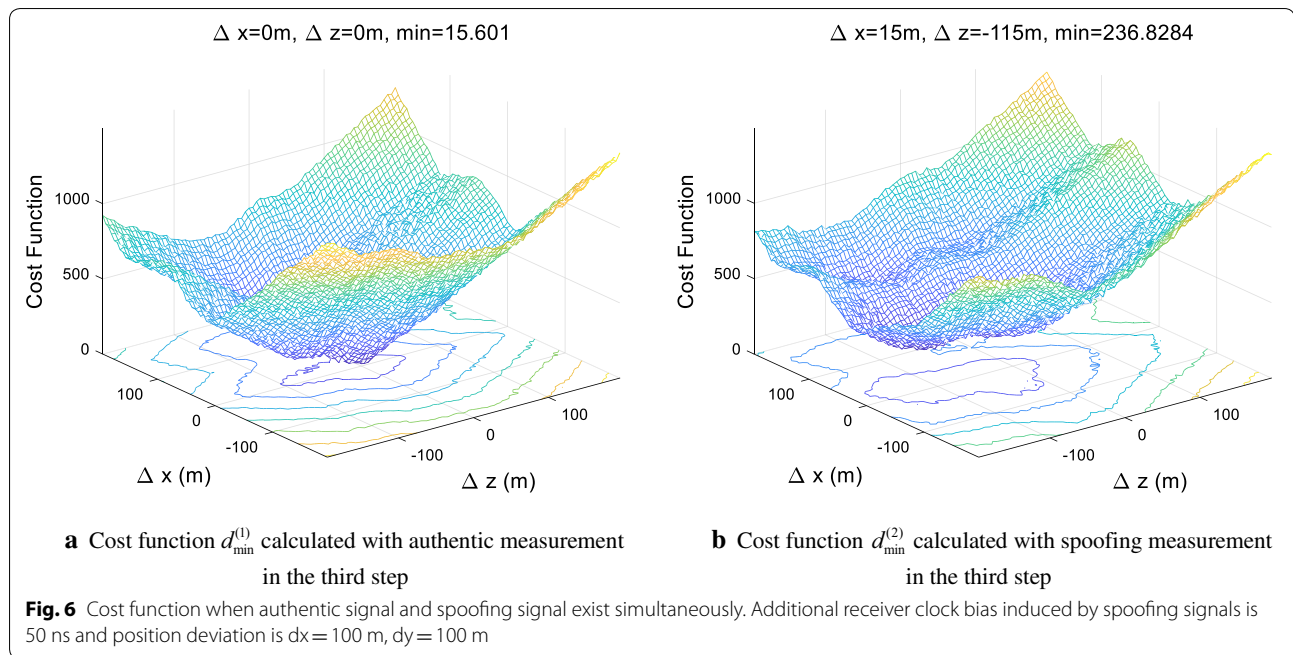 Δ x=0m, Δ z=0m, min=15.601
Cost Function
1000
500
0
100
0
-100
Δ x (m)
-100
0
100
Δ z (m)
Δ x=15m, Δ z=-115m, min=236.8284
Cost Function
1000
500
0
100
0
-100
Δ x (m)
-100
0
100
Δ z (m)
a Cost function d_min^(1) calculated with authentic measurement
in the third step
b Cost function d_min^(2) calculated with spoofing measurement
in the third step
Fig. 6 Cost function when authentic signal and spoofing signal exist simultaneously. Additional receiver clock bias induced by spoofing signals is
50 ns and position deviation is dx = 100 m, dy = 100 m